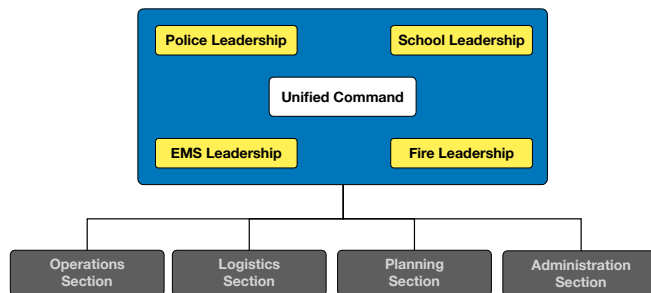 Police Leadership
School Leadership
Unified Command
EMS Leadership
Fire Leadership
Operations
Section
Logistics
Section
Planning
Section
Administration
Section